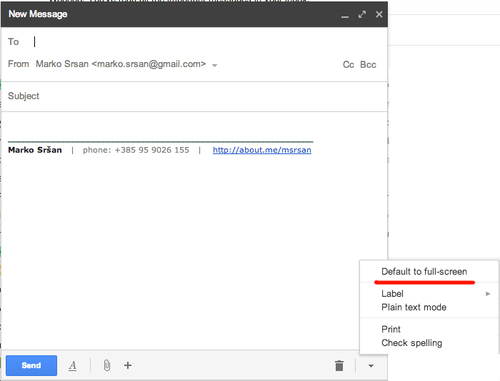 New Message
To
From Marko Srsan <marko.srsan@gmail.com> Cc Bcc
Subject
Marko Sršan | phone: +385 95 9026 155 | http://about.me/msrsan
Default to full-screen
Label
Plain text mode
Print
Check spelling
Send A